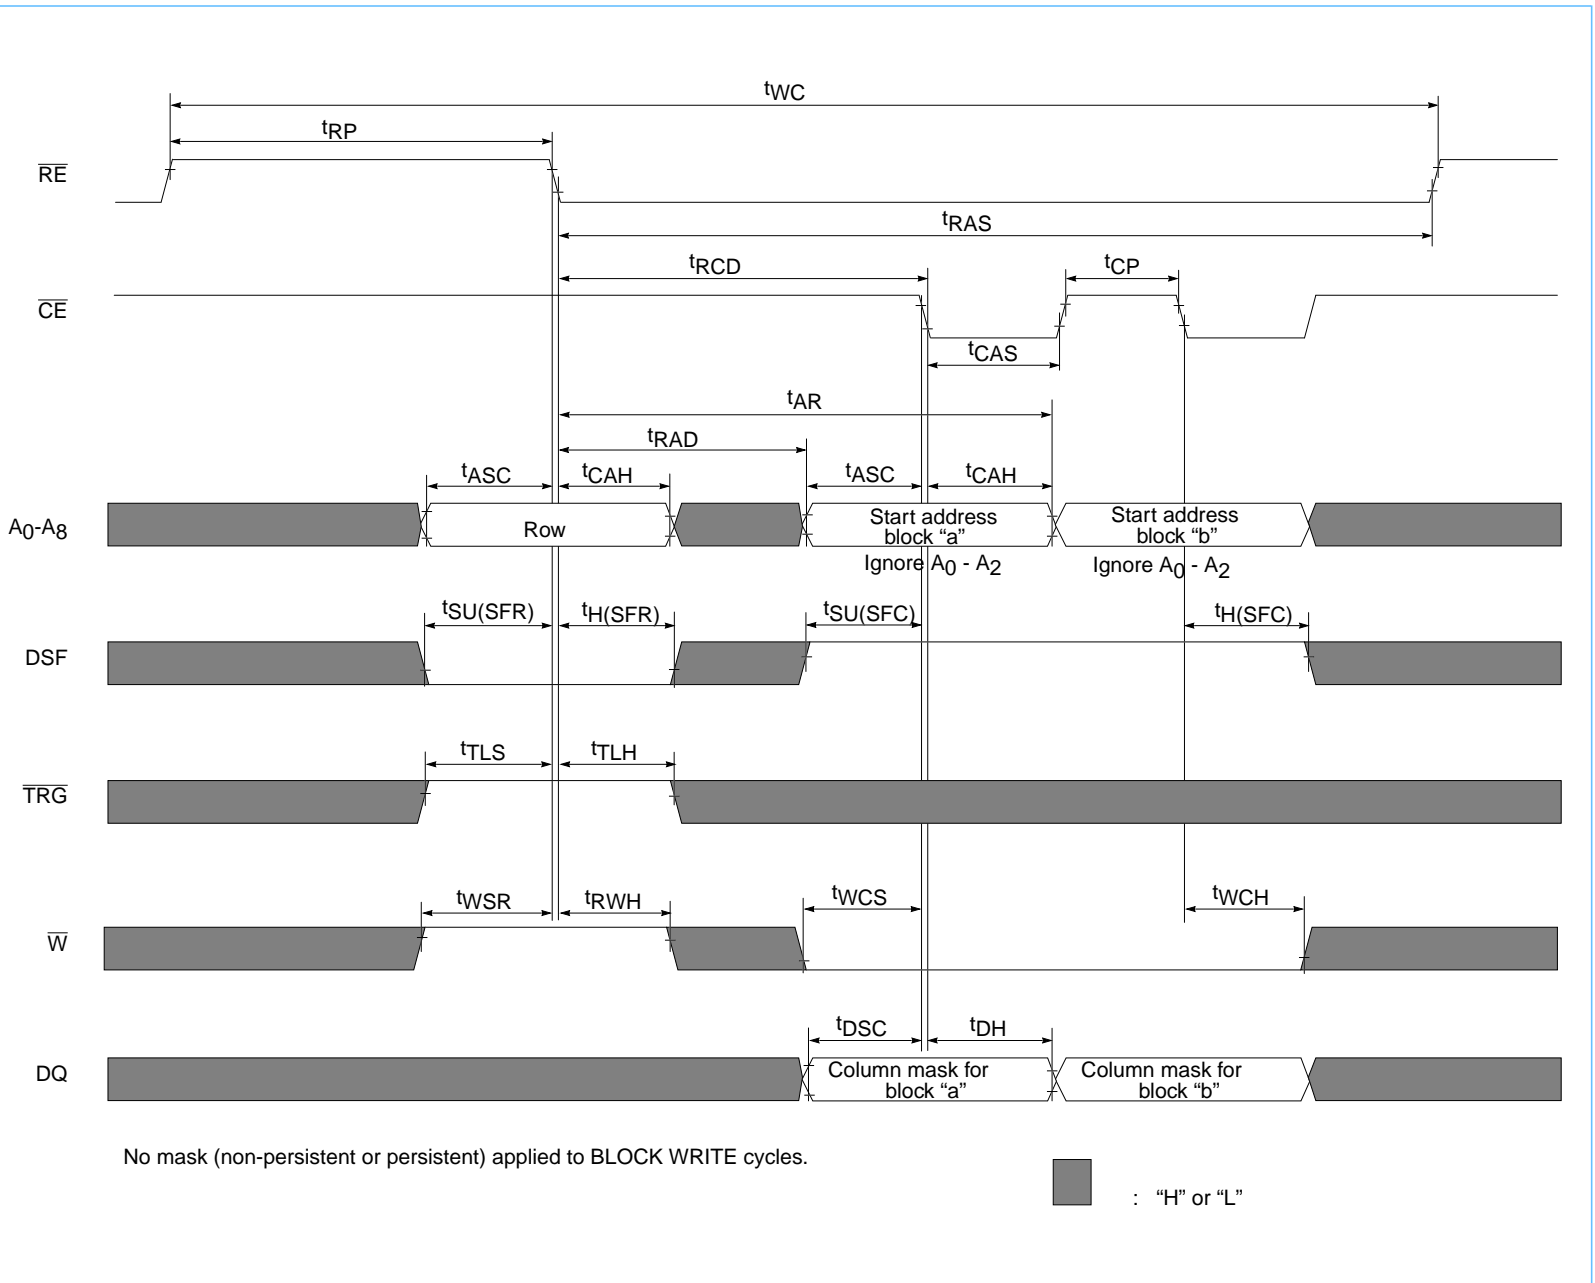 tWC
tRP
RE
tRAS
tRCD
tCP
CE
tCAS
tAR
tRAD
tASC
tCAH
tASC
tCAH
A0-A8
Row
Start address
block “a”
Start address
block “b”
Ignore A0 - A2
Ignore A0 - A2
tSU(SFR)
tH(SFR)
tSU(SFC)
tH(SFC)
DSF
tTLS
tTLH
TRG
tWSR
tRWH
tWCS
tWCH
W
tDSC
tDH
DQ
Column mask for
block “a”
Column mask for
block “b”
No mask (non-persistent or persistent) applied to BLOCK WRITE cycles.
: “H” or “L”